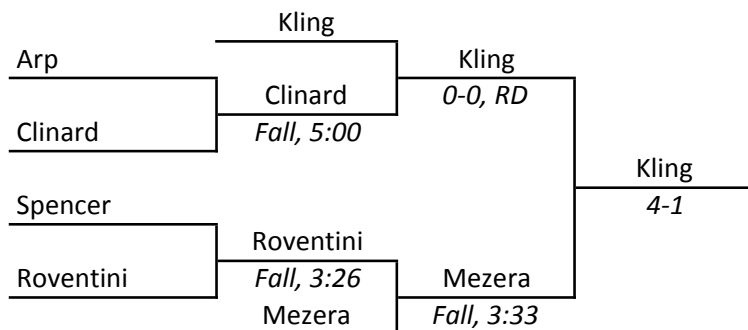 Kling
Arp
Kling
Clinard
0-0, RD
Clinard
Fall, 5:00
Kling
Spencer
4-1
Roventini
Roventini
Fall, 3:26
Mezera
Mezera
Fall, 3:33